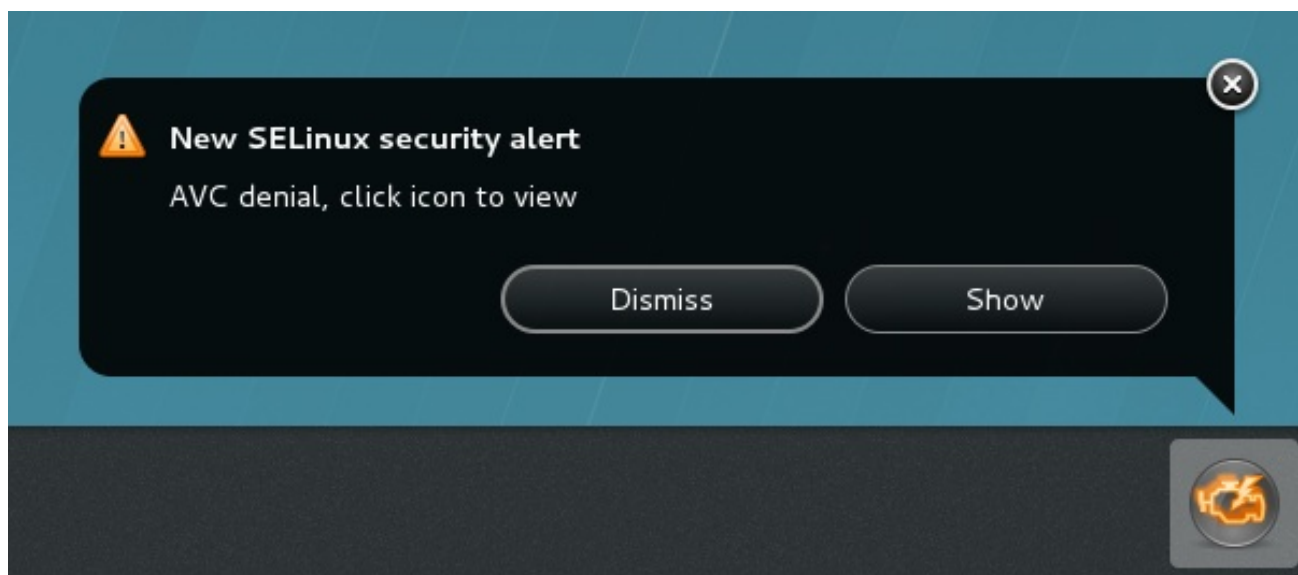 New SELinux security alert
AVC denial, click icon to view
Dismiss
Show